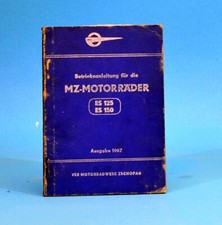 Betriebsanleitung für die
MZ-MOTORRÄDER
ES 125
ES 150
Ausgabe 1967
VEB MOTORRADWERK ZSCHOPAU